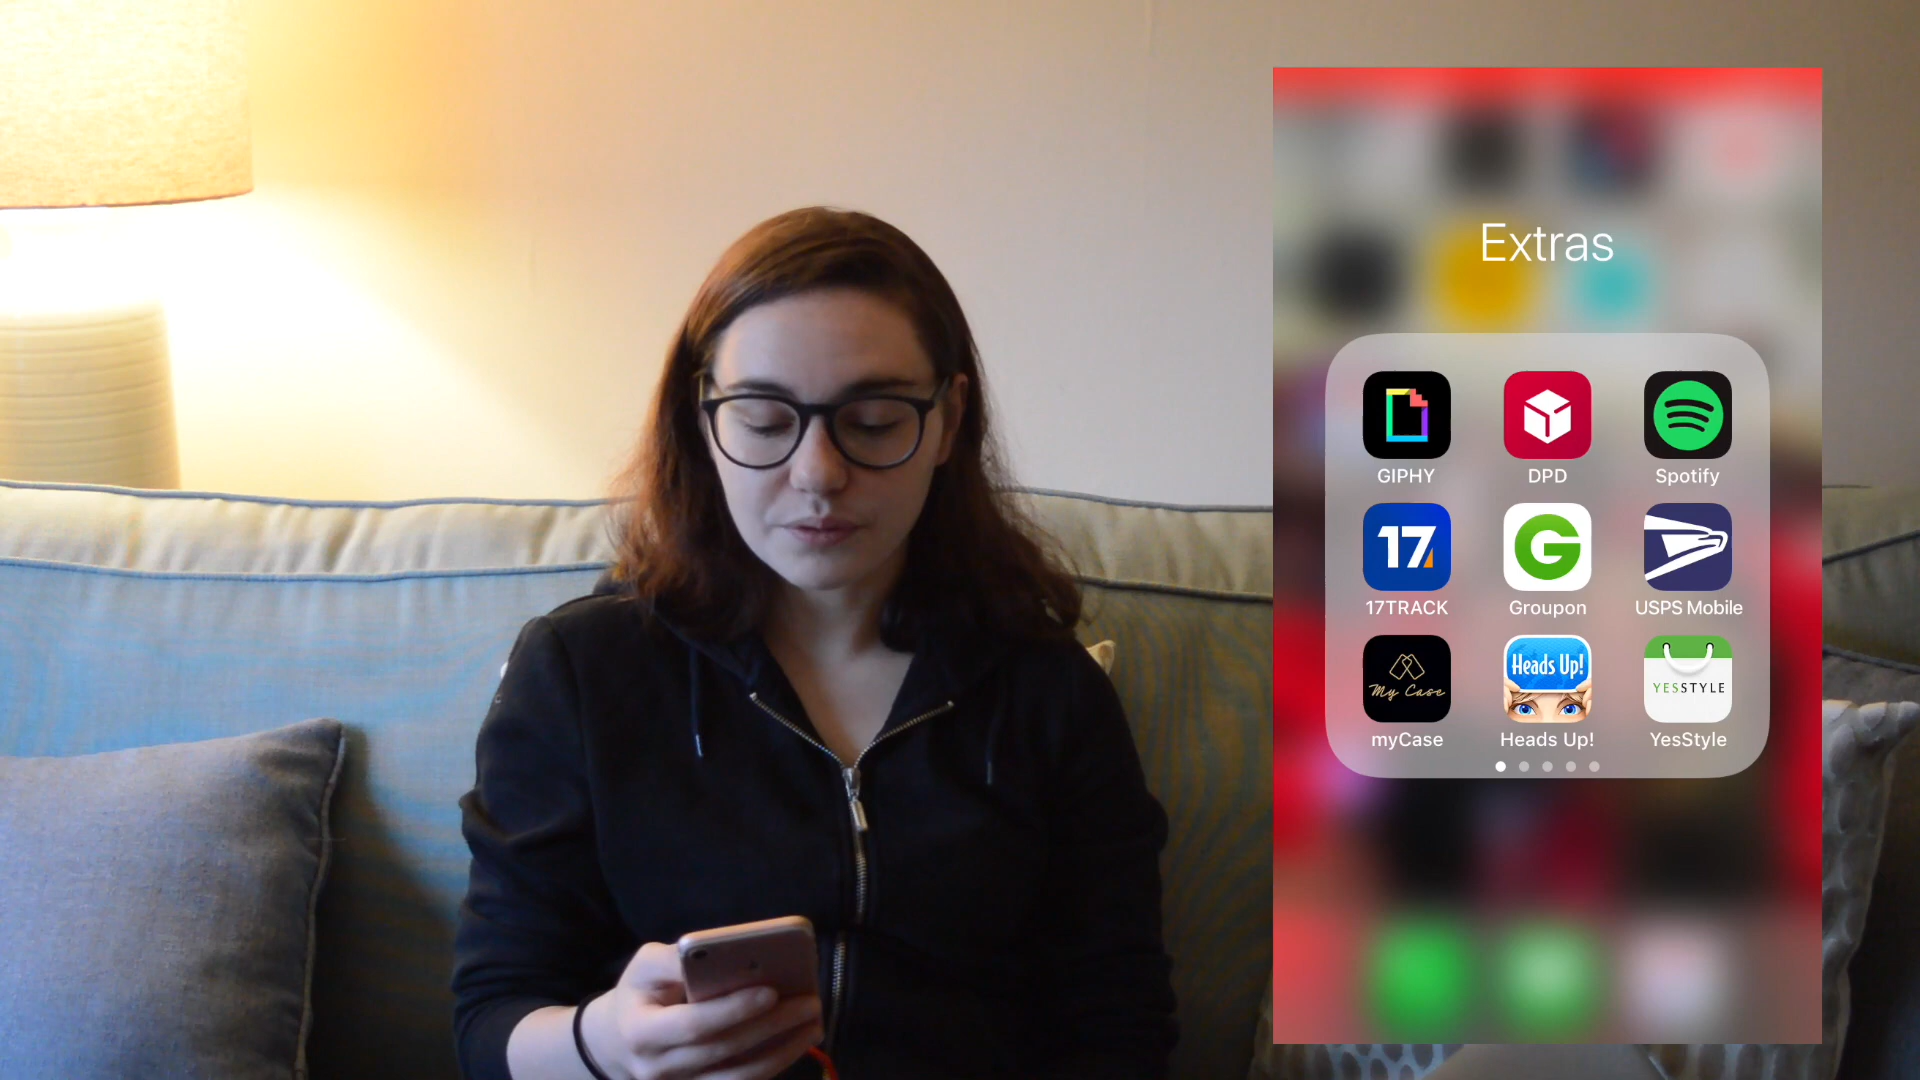 Extras
GIPHY
DPD
Spotify
17
17TRACK
G
Groupon
USPS Mobile
My Case
myCase
Heads Up!
Heads Up!
YESSTYLE
YesStyle